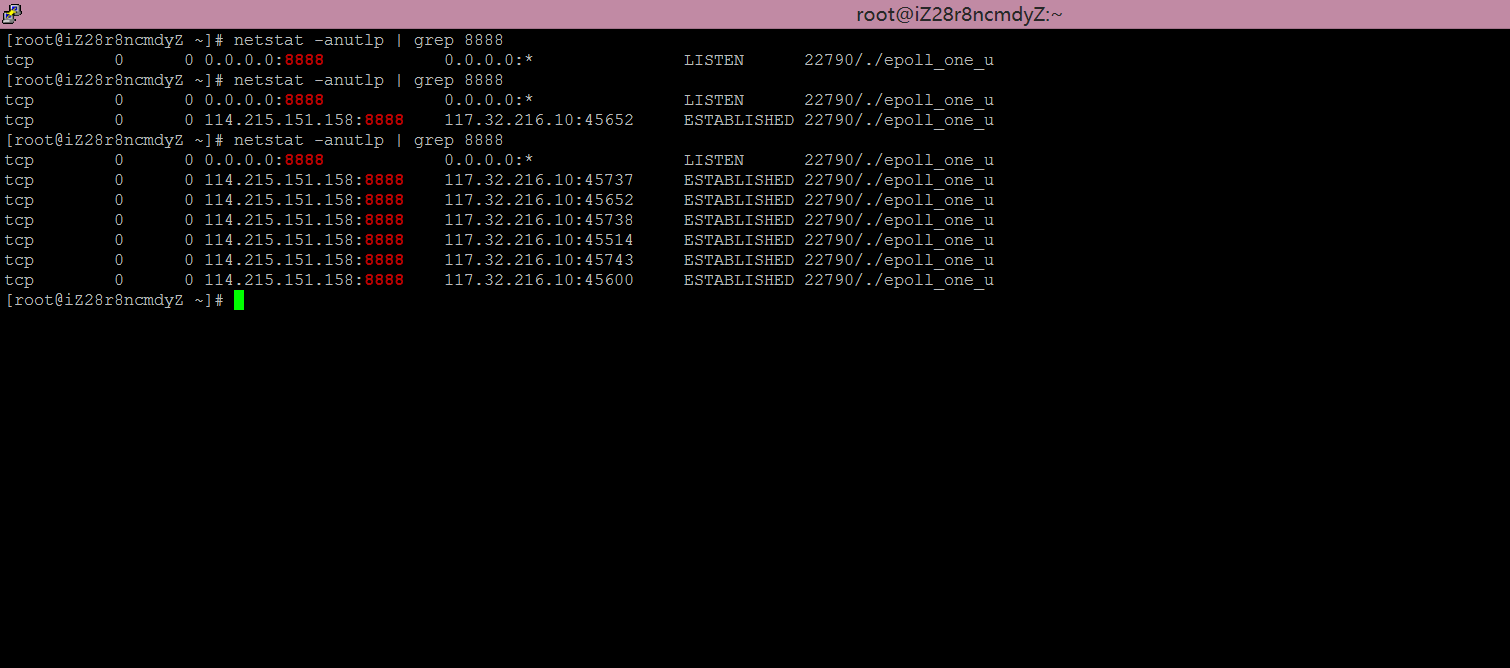 root@iZ28r8ncmdyZ:~
[root@iZ28r8ncmdyZ ~]# netstat -anutlp | grep 8888
tcp        0      0 0.0.0.0:8888            0.0.0.0:*               LISTEN      22790/./epoll_one_u
[root@iZ28r8ncmdyZ ~]# netstat -anutlp | grep 8888
tcp        0      0 0.0.0.0:8888            0.0.0.0:*               LISTEN      22790/./epoll_one_u
tcp        0      0 114.215.151.158:8888    117.32.216.10:45652     ESTABLISHED 22790/./epoll_one_u
[root@iZ28r8ncmdyZ ~]# netstat -anutlp | grep 8888
tcp        0      0 0.0.0.0:8888            0.0.0.0:*               LISTEN      22790/./epoll_one_u
tcp        0      0 114.215.151.158:8888    117.32.216.10:45737     ESTABLISHED 22790/./epoll_one_u
tcp        0      0 114.215.151.158:8888    117.32.216.10:45652     ESTABLISHED 22790/./epoll_one_u
tcp        0      0 114.215.151.158:8888    117.32.216.10:45738     ESTABLISHED 22790/./epoll_one_u
tcp        0      0 114.215.151.158:8888    117.32.216.10:45514     ESTABLISHED 22790/./epoll_one_u
tcp        0      0 114.215.151.158:8888    117.32.216.10:45743     ESTABLISHED 22790/./epoll_one_u
tcp        0      0 114.215.151.158:8888    117.32.216.10:45600     ESTABLISHED 22790/./epoll_one_u
[root@iZ28r8ncmdyZ ~]#